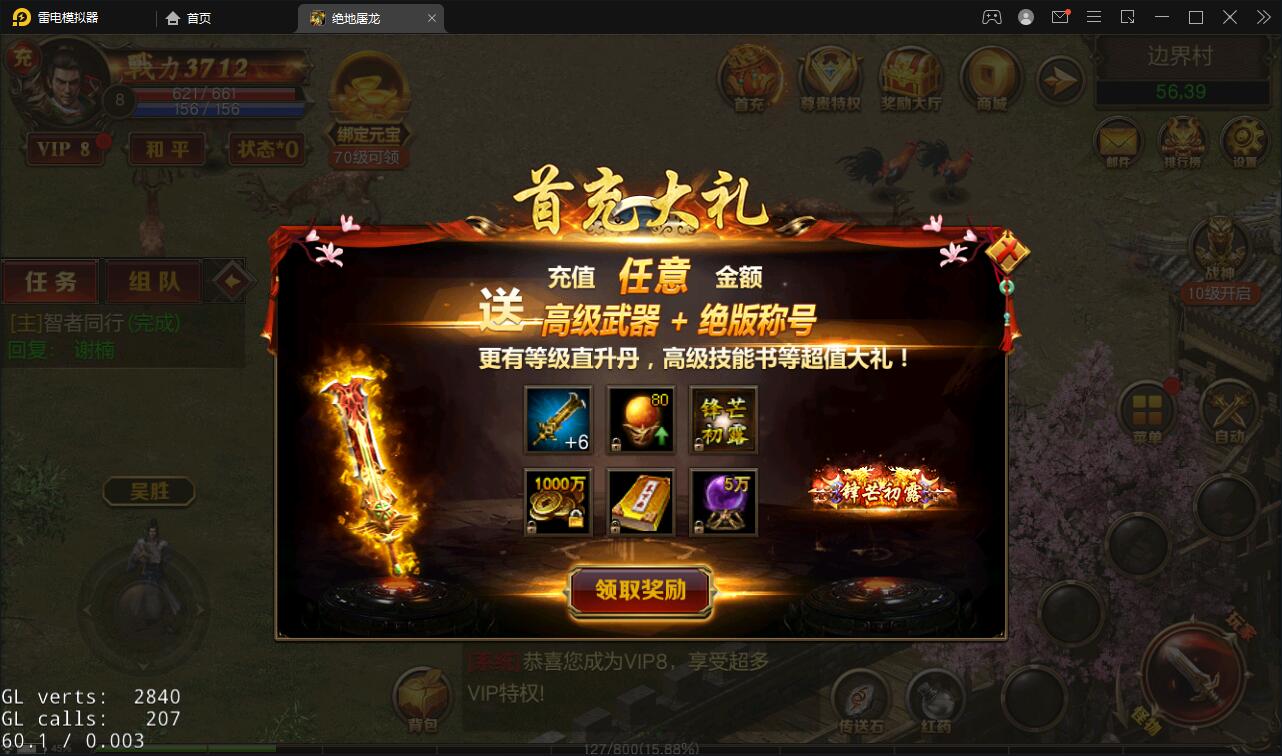 雷电模拟器
首页
绝地屠龙
充
戰力3712
8
621/661
156/156
VIP 8
和平
状态*0
绑定元宝
70级可领
首充
尊贵特权
奖励大厅
商城
边界村
56,39
邮件
排行榜
设置
战神
10级开启
任务
组队
[主]智者同行(完成)
回复： 谢楠
首充大礼
充值 任意 金额
送 高级武器 + 绝版称号
更有等级直升丹，高级技能书等超值大礼！
+6
80
锋芒初露
1000万
5万
锋芒初露
领取奖励
菜单
自动
吴胜
[系统]恭喜您成为VIP8，享受超多
VIP特权!
背包
传送石
红药
玩家
怪物
GL verts: 2840
GL calls: 207
60.1 / 0.003
45%
127/800(15.88%)